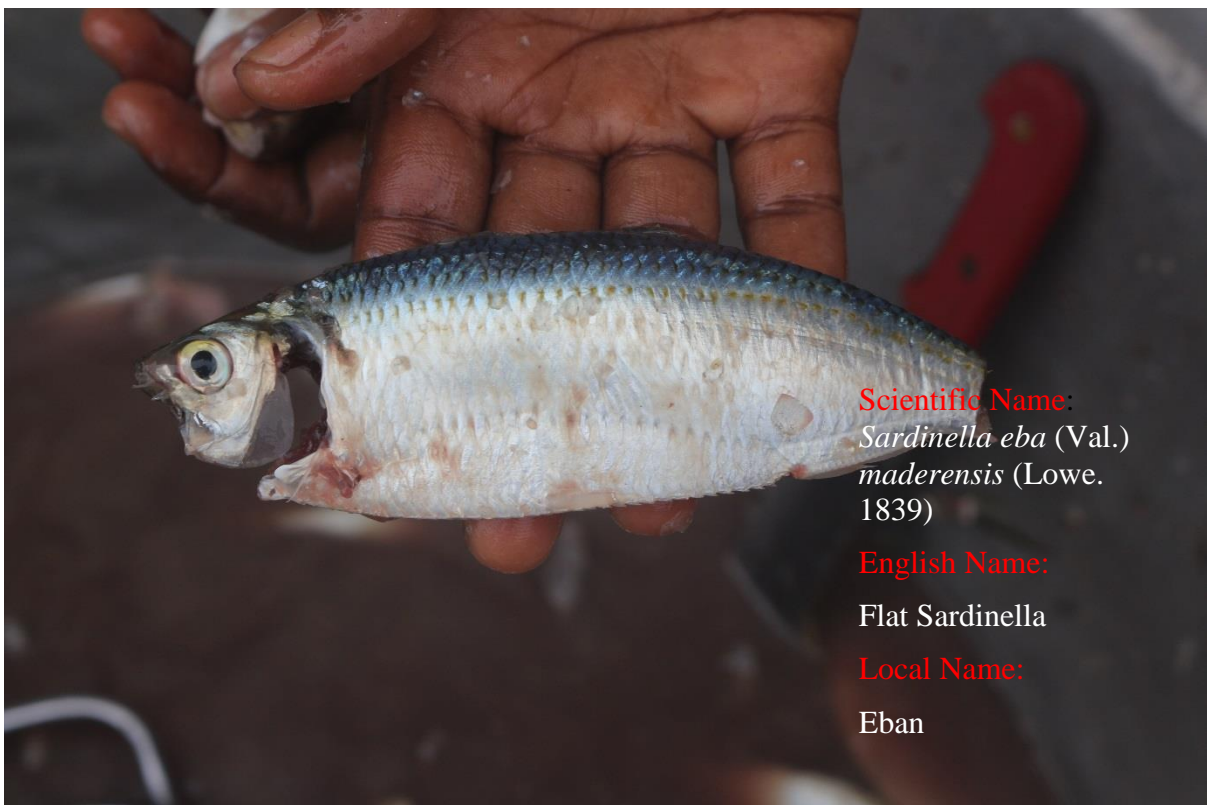 Scientific Name:
Sardinella eba (Val.)
maderensis (Lowe.
1839)
English Name:
Flat Sardinella
Local Name:
Eban